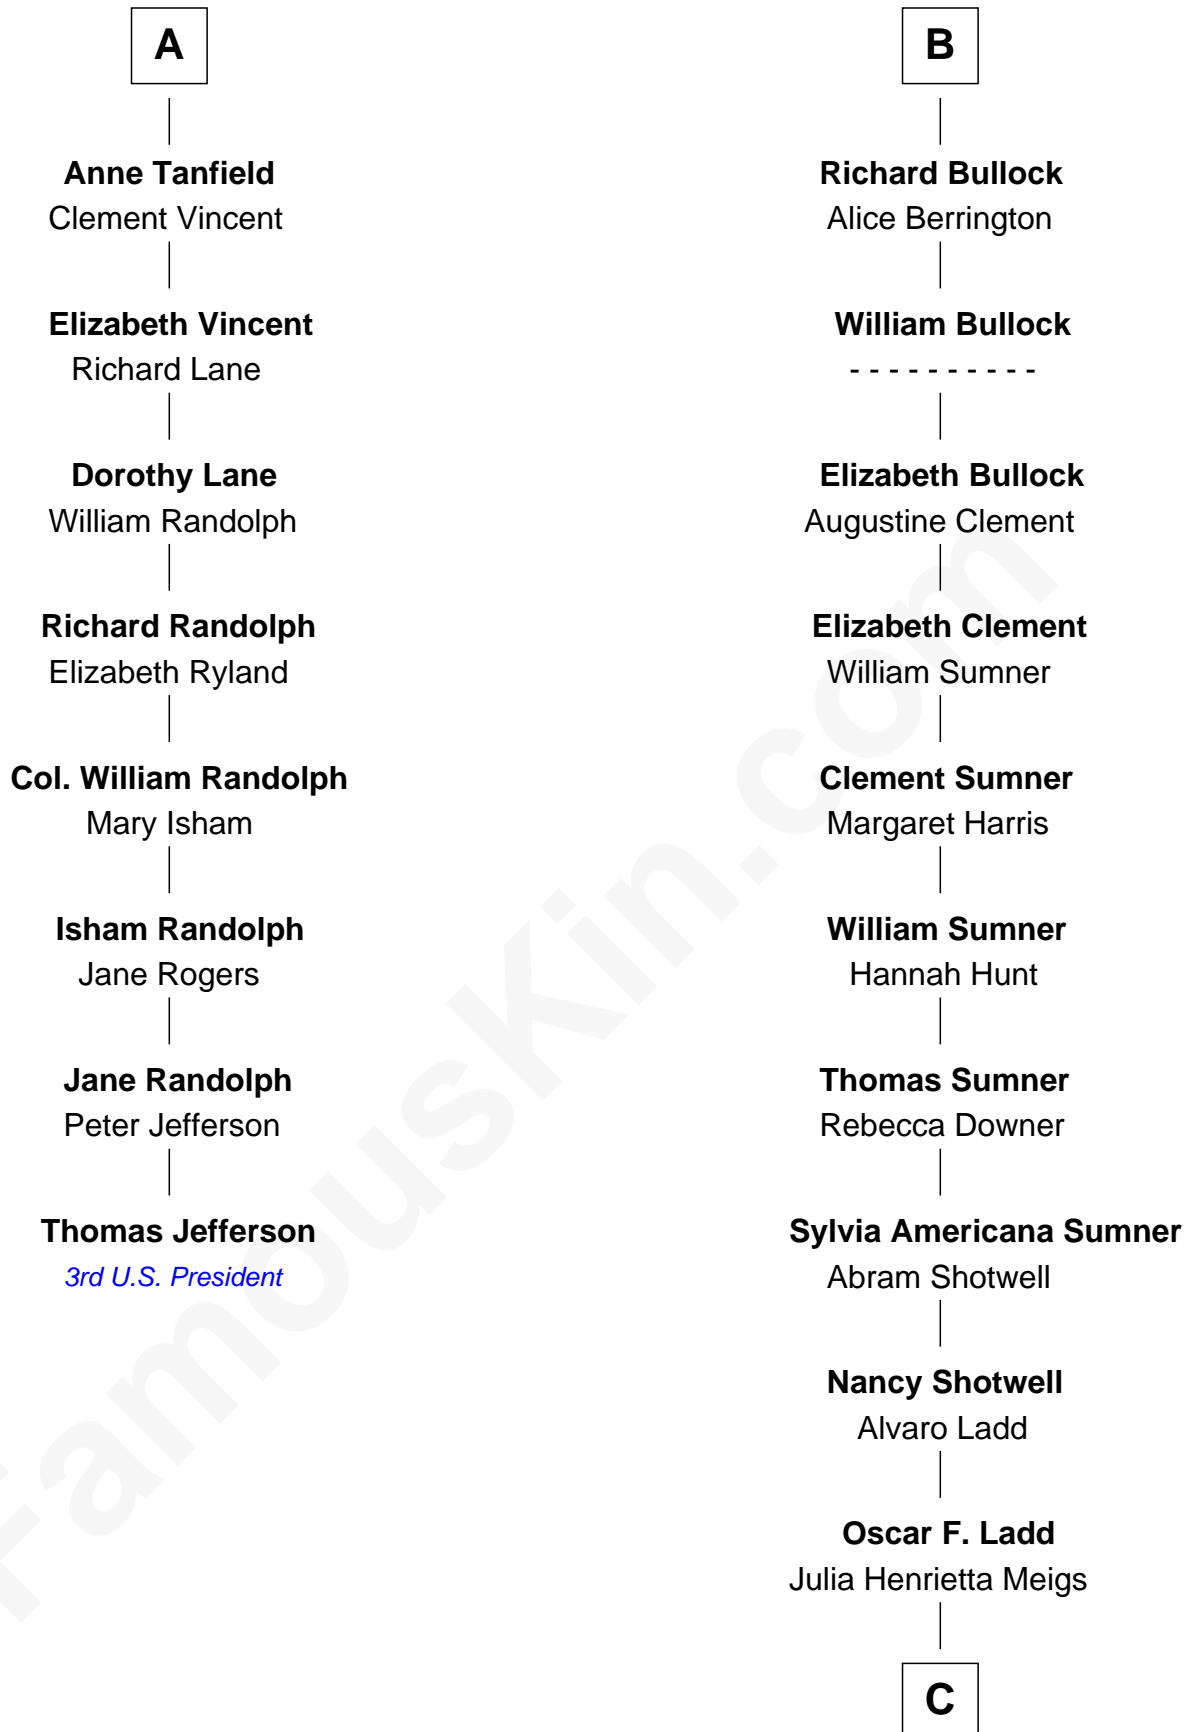 A
Anne Tanfield
Clement Vincent
Elizabeth Vincent
Richard Lane
Dorothy Lane
William Randolph
Richard Randolph
Elizabeth Ryland
Col. William Randolph
Mary Isham
Isham Randolph
Jane Rogers
Jane Randolph
Peter Jefferson
Thomas Jefferson
3rd U.S. President
B
Richard Bullock
Alice Berrington
William Bullock
- - - - - - - - - -
Elizabeth Bullock
Augustine Clement
Elizabeth Clement
William Sumner
Clement Sumner
Margaret Harris
William Sumner
Hannah Hunt
Thomas Sumner
Rebecca Downer
Sylvia Americana Sumner
Abram Shotwell
Nancy Shotwell
Alvaro Ladd
Oscar F. Ladd
Julia Henrietta Meigs
C
FamousKin.com